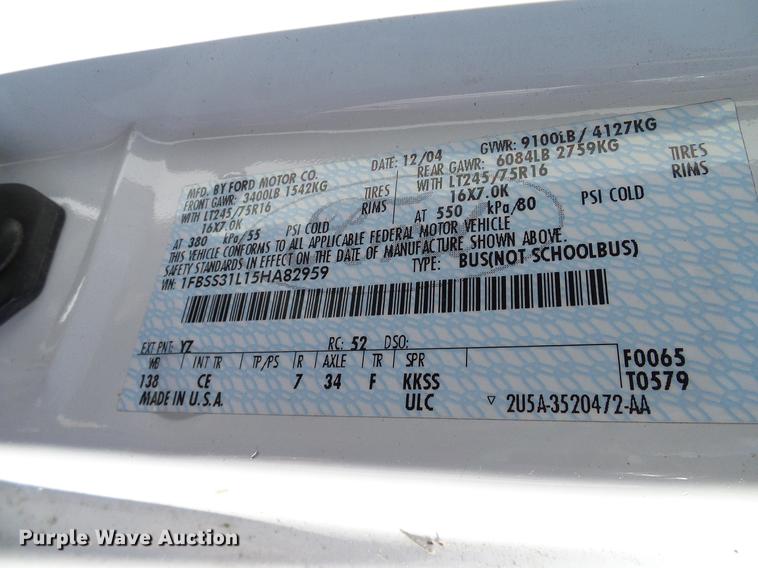 MFD. BY FORD MOTOR CO. DATE: 12/04 GVWR: 9100LB / 4127KG
FRONT GAWR: 3400LB 1542KG REAR GAWR: 6084LB 2759KG
WITH LT245/75R16 TIRES WITH LT245/75R16 TIRES
16X7.0K RIMS 16X7.0K RIMS
AT 380 kPa/55 PSI COLD AT 550 kPa/80 PSI COLD
THIS VEHICLE CONFORMS TO ALL APPLICABLE FEDERAL MOTOR VEHICLE
SAFETY STANDARDS IN EFFECT ON THE DATE OF MANUFACTURE SHOWN ABOVE.
VIN: 1FBSS31L15HA82959 TYPE: BUS(NOT SCHOOLBUS)
EXT PNT: YZ RC: 52 DSO:
WB INT TR TP/PS R AXLE TR SPR F0065
138 CE 7 34 F KKSS T0579
MADE IN U.S.A. ULC ▽ 2U5A-3520472-AA
Purple Wave Auction